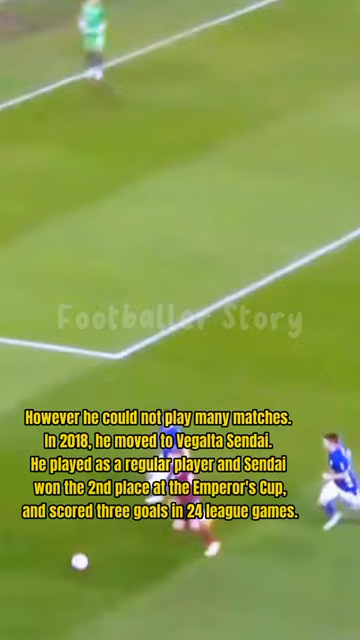 Footballer Story
However he could not play many matches.
In 2018, he moved to Vegalta Sendai.
He played as a regular player and Sendai
won the 2nd place at the Emperor's Cup,
and scored three goals in 24 league games.